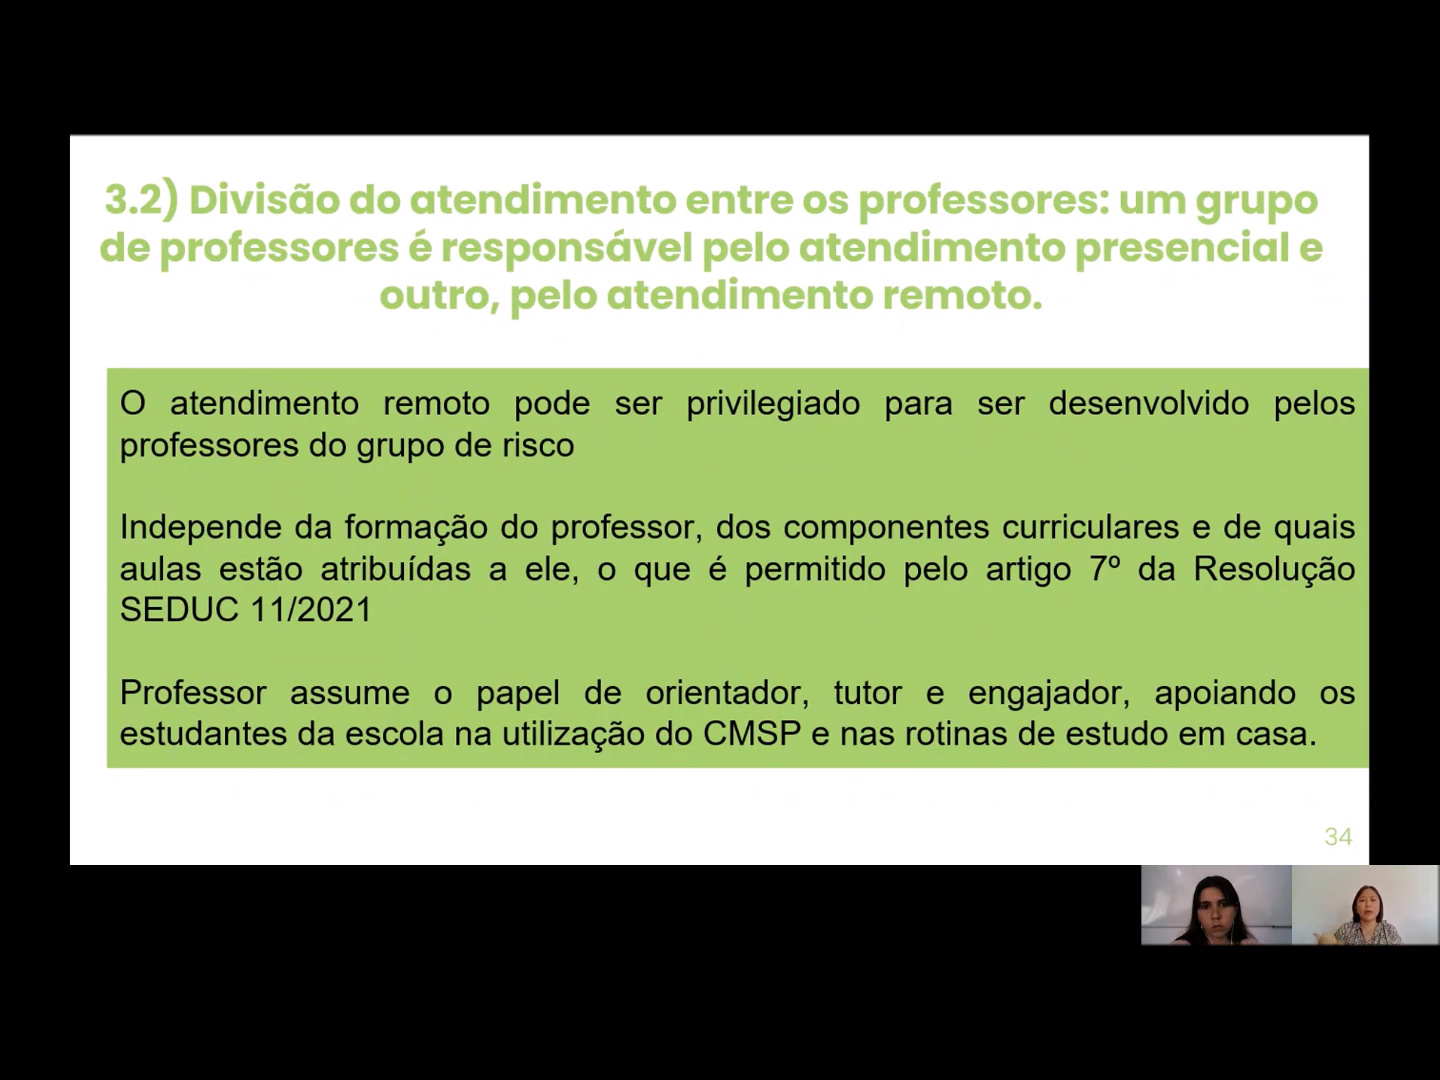 3.2) Divisão do atendimento entre os professores: um grupo
de professores é responsável pelo atendimento presencial e
outro, pelo atendimento remoto.
O atendimento remoto pode ser privilegiado para ser desenvolvido pelos
professores do grupo de risco
Independe da formação do professor, dos componentes curriculares e de quais
aulas estão atribuídas a ele, o que é permitido pelo artigo 7º da Resolução
SEDUC 11/2021
Professor assume o papel de orientador, tutor e engajador, apoiando os
estudantes da escola na utilização do CMSP e nas rotinas de estudo em casa.
34